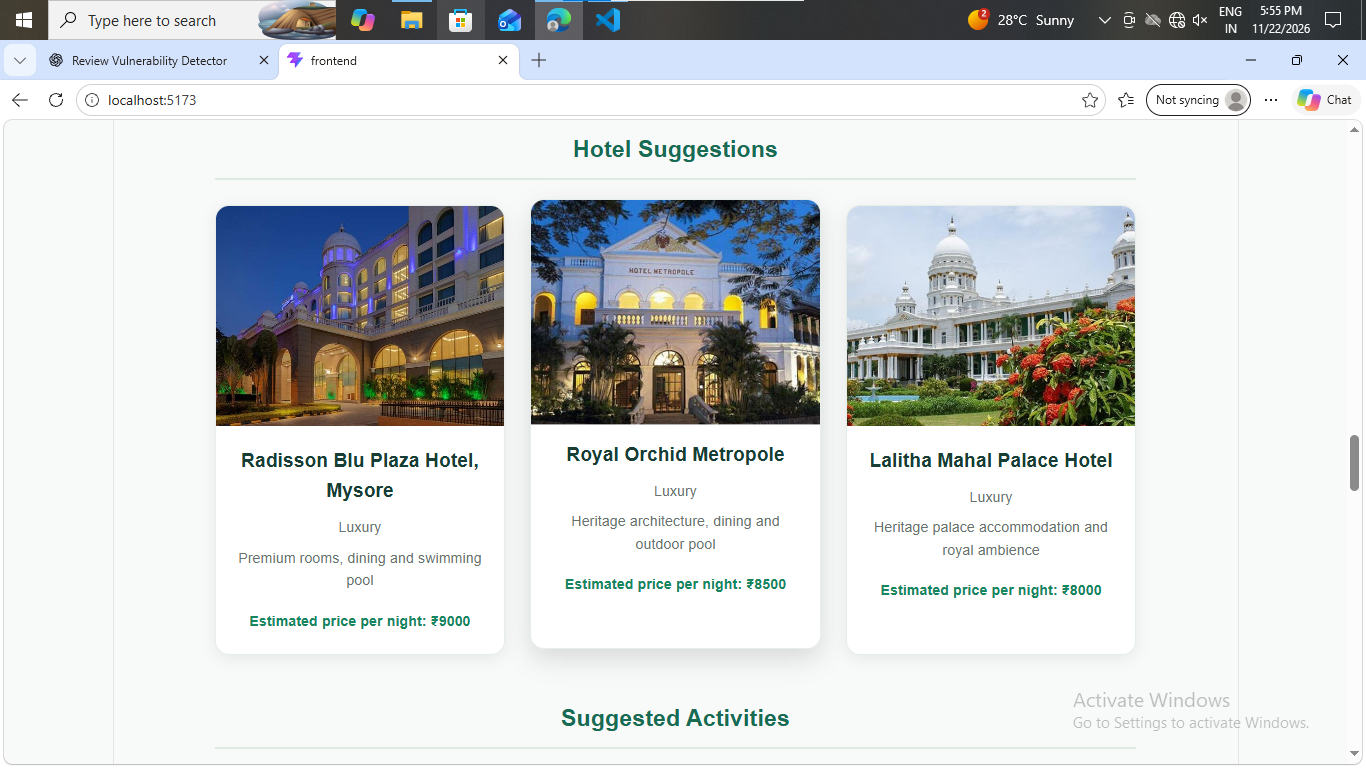 Type here to search
2
28°C Sunny
ENG
IN
5:55 PM
11/22/2026
Review Vulnerability Detector
frontend
localhost:5173
Not syncing
Chat
Hotel Suggestions
HOTEL METROPOLE
Radisson Blu Plaza Hotel,
Mysore
Luxury
Premium rooms, dining and swimming
pool
Estimated price per night: ₹9000
Royal Orchid Metropole
Luxury
Heritage architecture, dining and
outdoor pool
Estimated price per night: ₹8500
Lalitha Mahal Palace Hotel
Luxury
Heritage palace accommodation and
royal ambience
Estimated price per night: ₹8000
Suggested Activities
Activate Windows
Go to Settings to activate Windows.